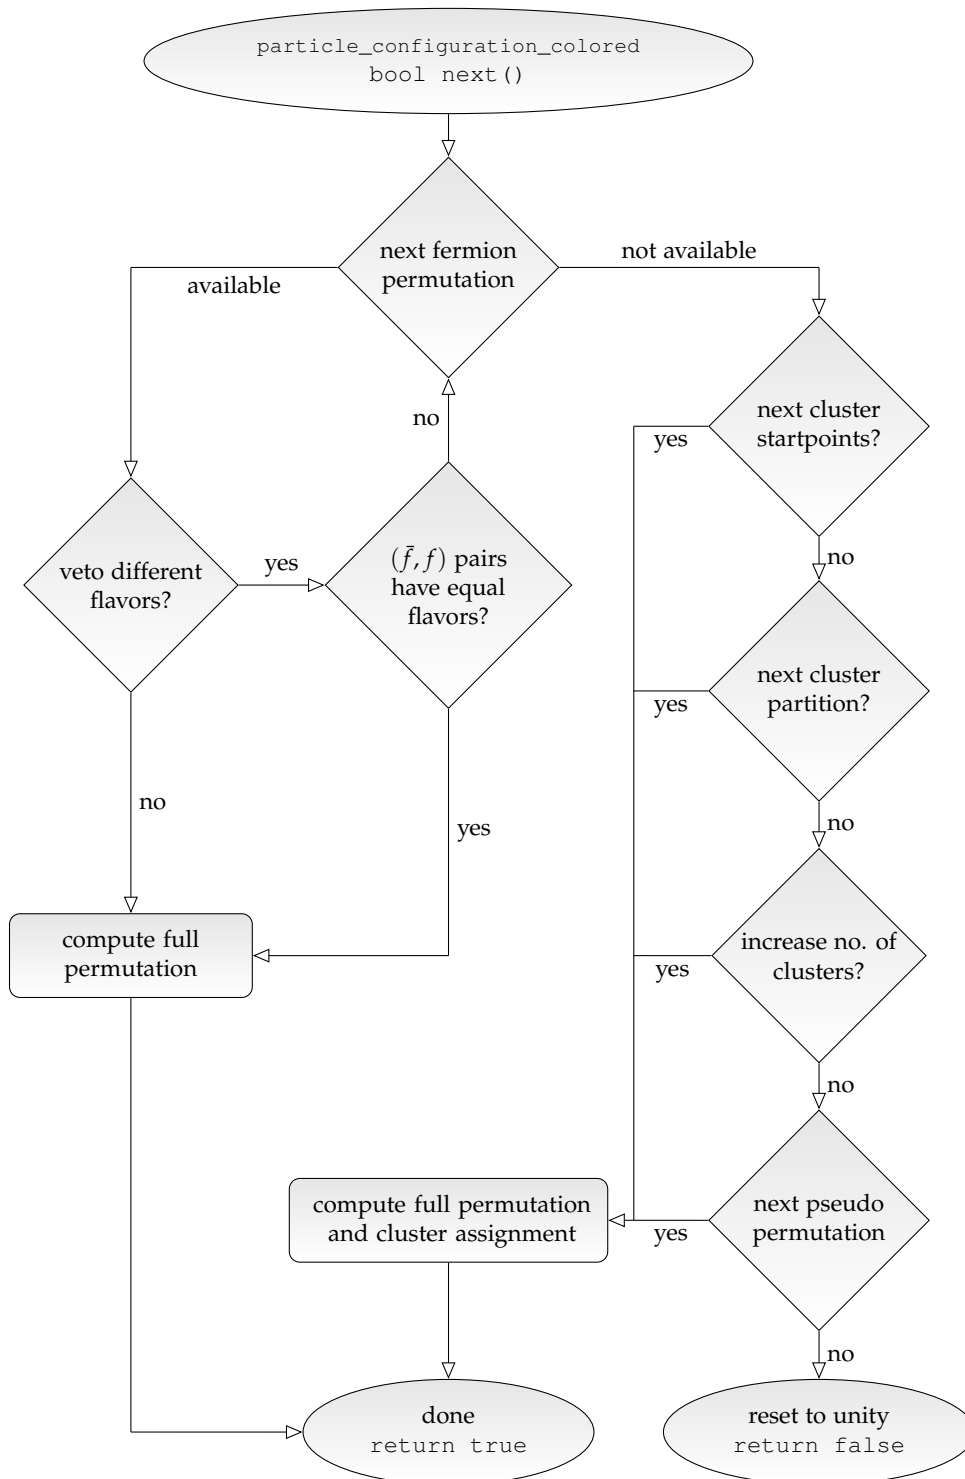 particle_configuration_colored
bool next()
next fermion
permutation
not available
available
next cluster
startpoints?
no
yes
(f̄, f) pairs
have equal
flavors?
veto different
flavors?
yes
no
next cluster
partition?
yes
no
yes
no
compute full
permutation
increase no. of
clusters?
yes
no
compute full permutation
and cluster assignment
next pseudo
permutation
yes
no
done
return true
reset to unity
return false